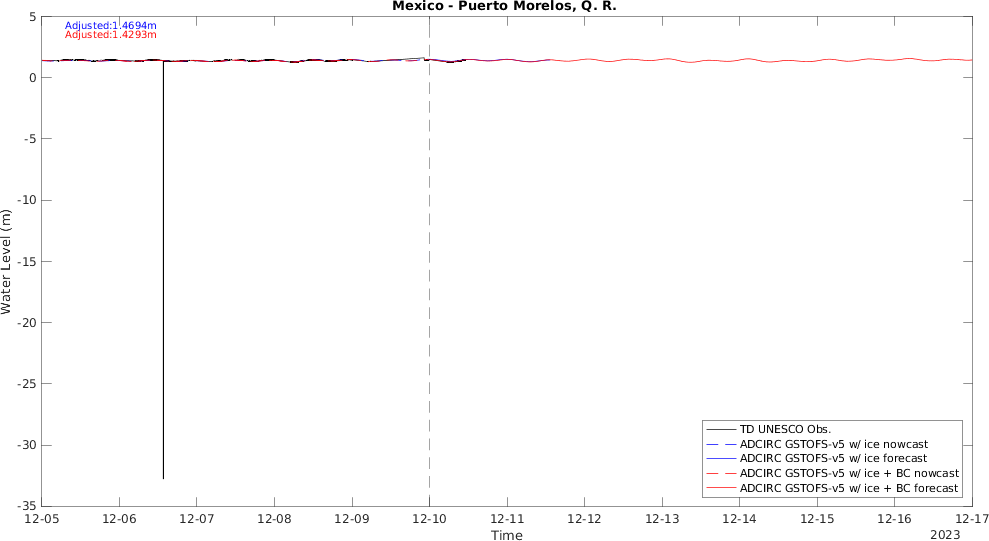 Mexico - Puerto Morelos, Q. R.
Adjusted:1.4694m
Adjusted:1.4293m
5
0
-5
-10
-15
-20
-25
-30
-35
Water Level (m)
TD UNESCO Obs.
ADCIRC GSTOFS-v5 w/ ice nowcast
ADCIRC GSTOFS-v5 w/ ice forecast
ADCIRC GSTOFS-v5 w/ ice + BC nowcast
ADCIRC GSTOFS-v5 w/ ice + BC forecast
12-05 12-06 12-07 12-08 12-09 12-10 12-11 12-12 12-13 12-14 12-15 12-16 12-17
Time
2023